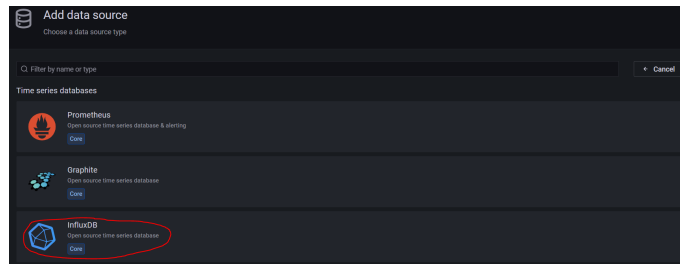 Add data source
Choose a data source type
Filter by name or type
Cancel
Time series databases
Prometheus
Open source time series database & alerting
Core
Graphite
Open source time series database
Core
InfluxDB
Open source time series database
Core